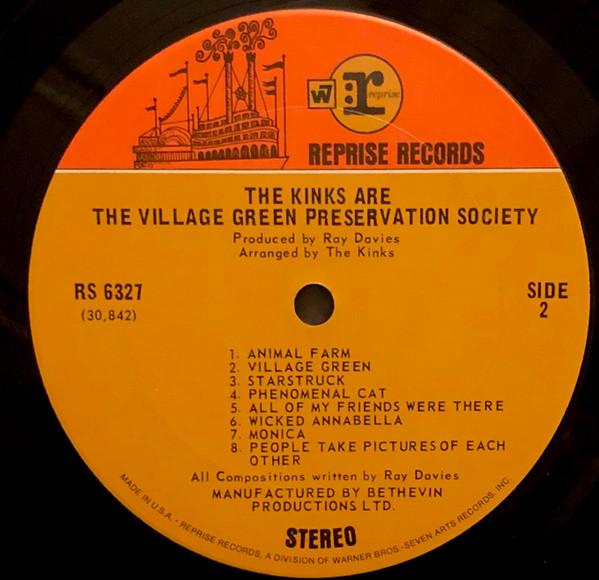 W7 r reprise
REPRISE RECORDS
THE KINKS ARE
THE VILLAGE GREEN PRESERVATION SOCIETY
Produced by Ray Davies
Arranged by The Kinks
RS 6327
(30,842)
SIDE
2
1. ANIMAL FARM
2. VILLAGE GREEN
3. STARSTRUCK
4. PHENOMENAL CAT
5. ALL OF MY FRIENDS WERE THERE
6. WICKED ANNABELLA
7. MONICA
8. PEOPLE TAKE PICTURES OF EACH
OTHER
All Compositions written by Ray Davies
MANUFACTURED BY BETHEVIN
PRODUCTIONS LTD.
STEREO
MADE IN U.S.A. • REPRISE RECORDS, A DIVISION OF WARNER BROS.-SEVEN ARTS RECORDS, INC.